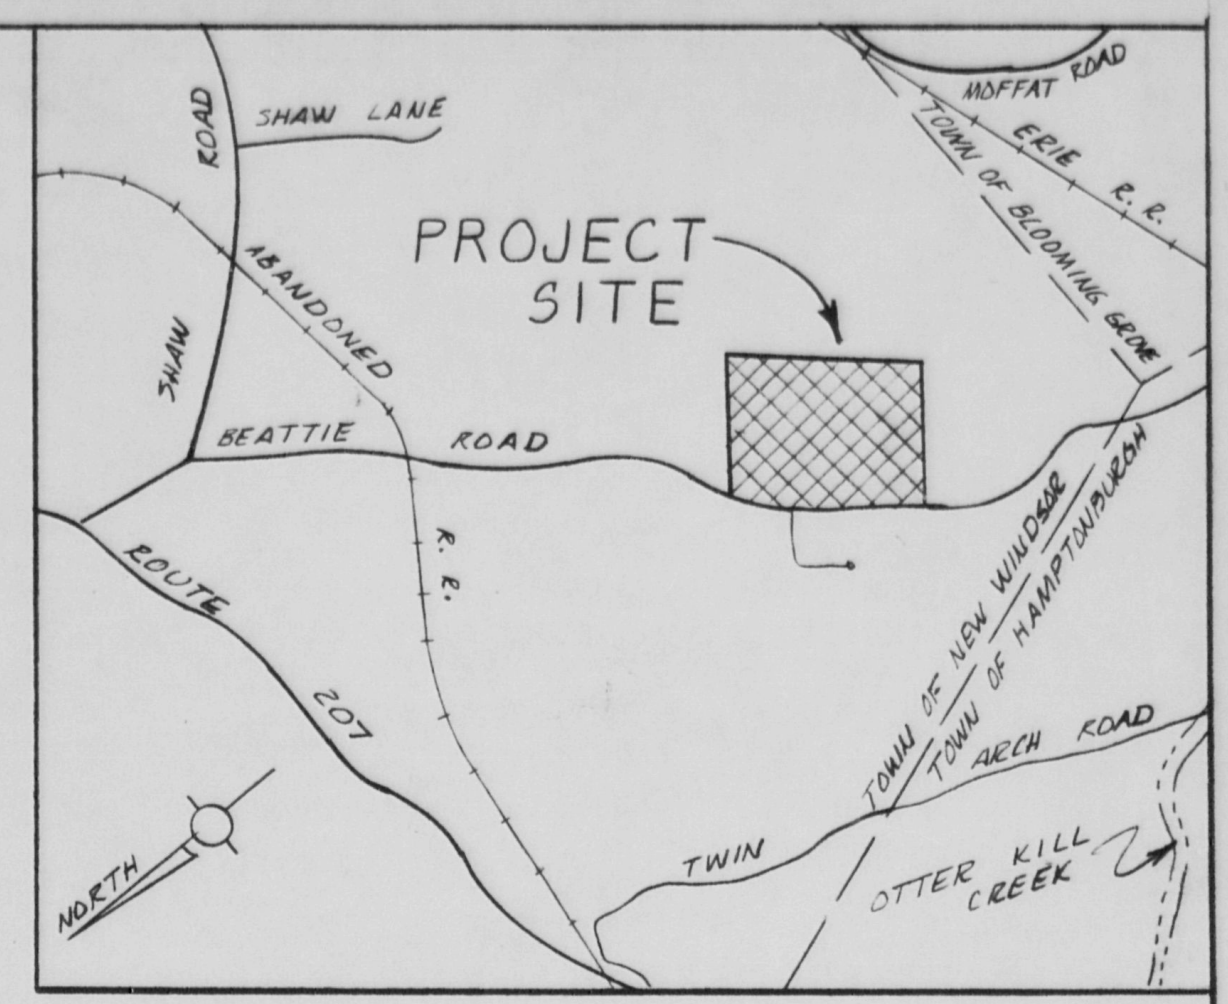 MOFFAT ROAD
SHAW LANE
SHAW ROAD
TOWN OF BLOOMING GROVE
ERIE R. R.
PROJECT
SITE
ABANDONED
R. R.
BEATTIE ROAD
ROUTE 207
TOWN OF NEW WINDSOR
TOWN OF HAMPTONBURGH
TWIN ARCH ROAD
OTTER KILL
CREEK
NORTH